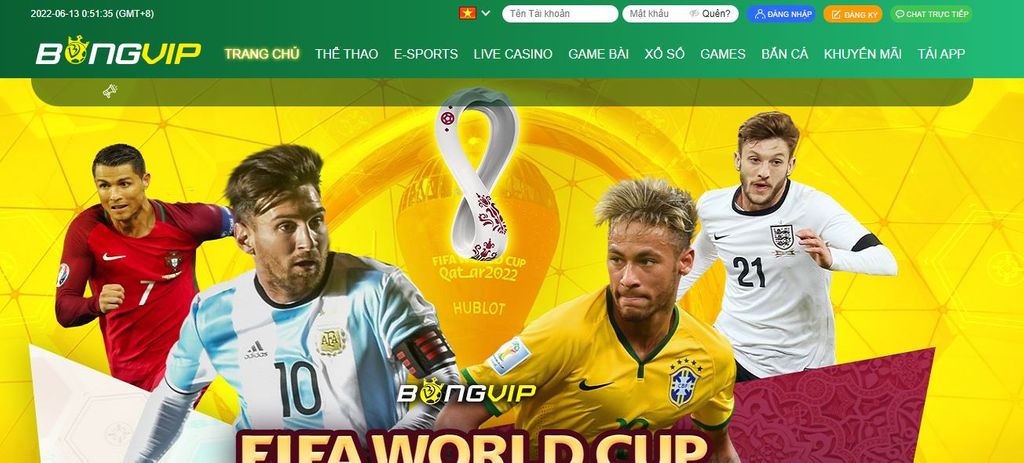 2022-06-13 0:51:35 (GMT+8)
Tên Tài khoản
Mật khẩu
Quên?
ĐĂNG NHẬP
ĐĂNG KÝ
CHAT TRỰC TIẾP
BONGVIP
TRANG CHỦ THỂ THAO E-SPORTS LIVE CASINO GAME BÀI XỔ SỐ GAMES BẮN CÁ KHUYẾN MÃI TẢI APP
FIFA WORLD CUP
Qatar2022
HUBLOT
7
21
adidas
AFA
10
BONGVIP
FIFA WORLD CUP